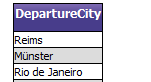 DepartureCity
Reims
Münster
Rio de Janeiro